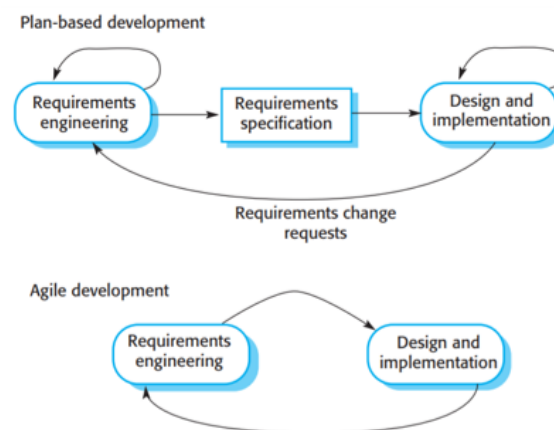 Plan-based development
Requirements
engineering
Requirements
specification
Design and
implementation
Requirements change
requests
Agile development
Requirements
engineering
Design and
implementation